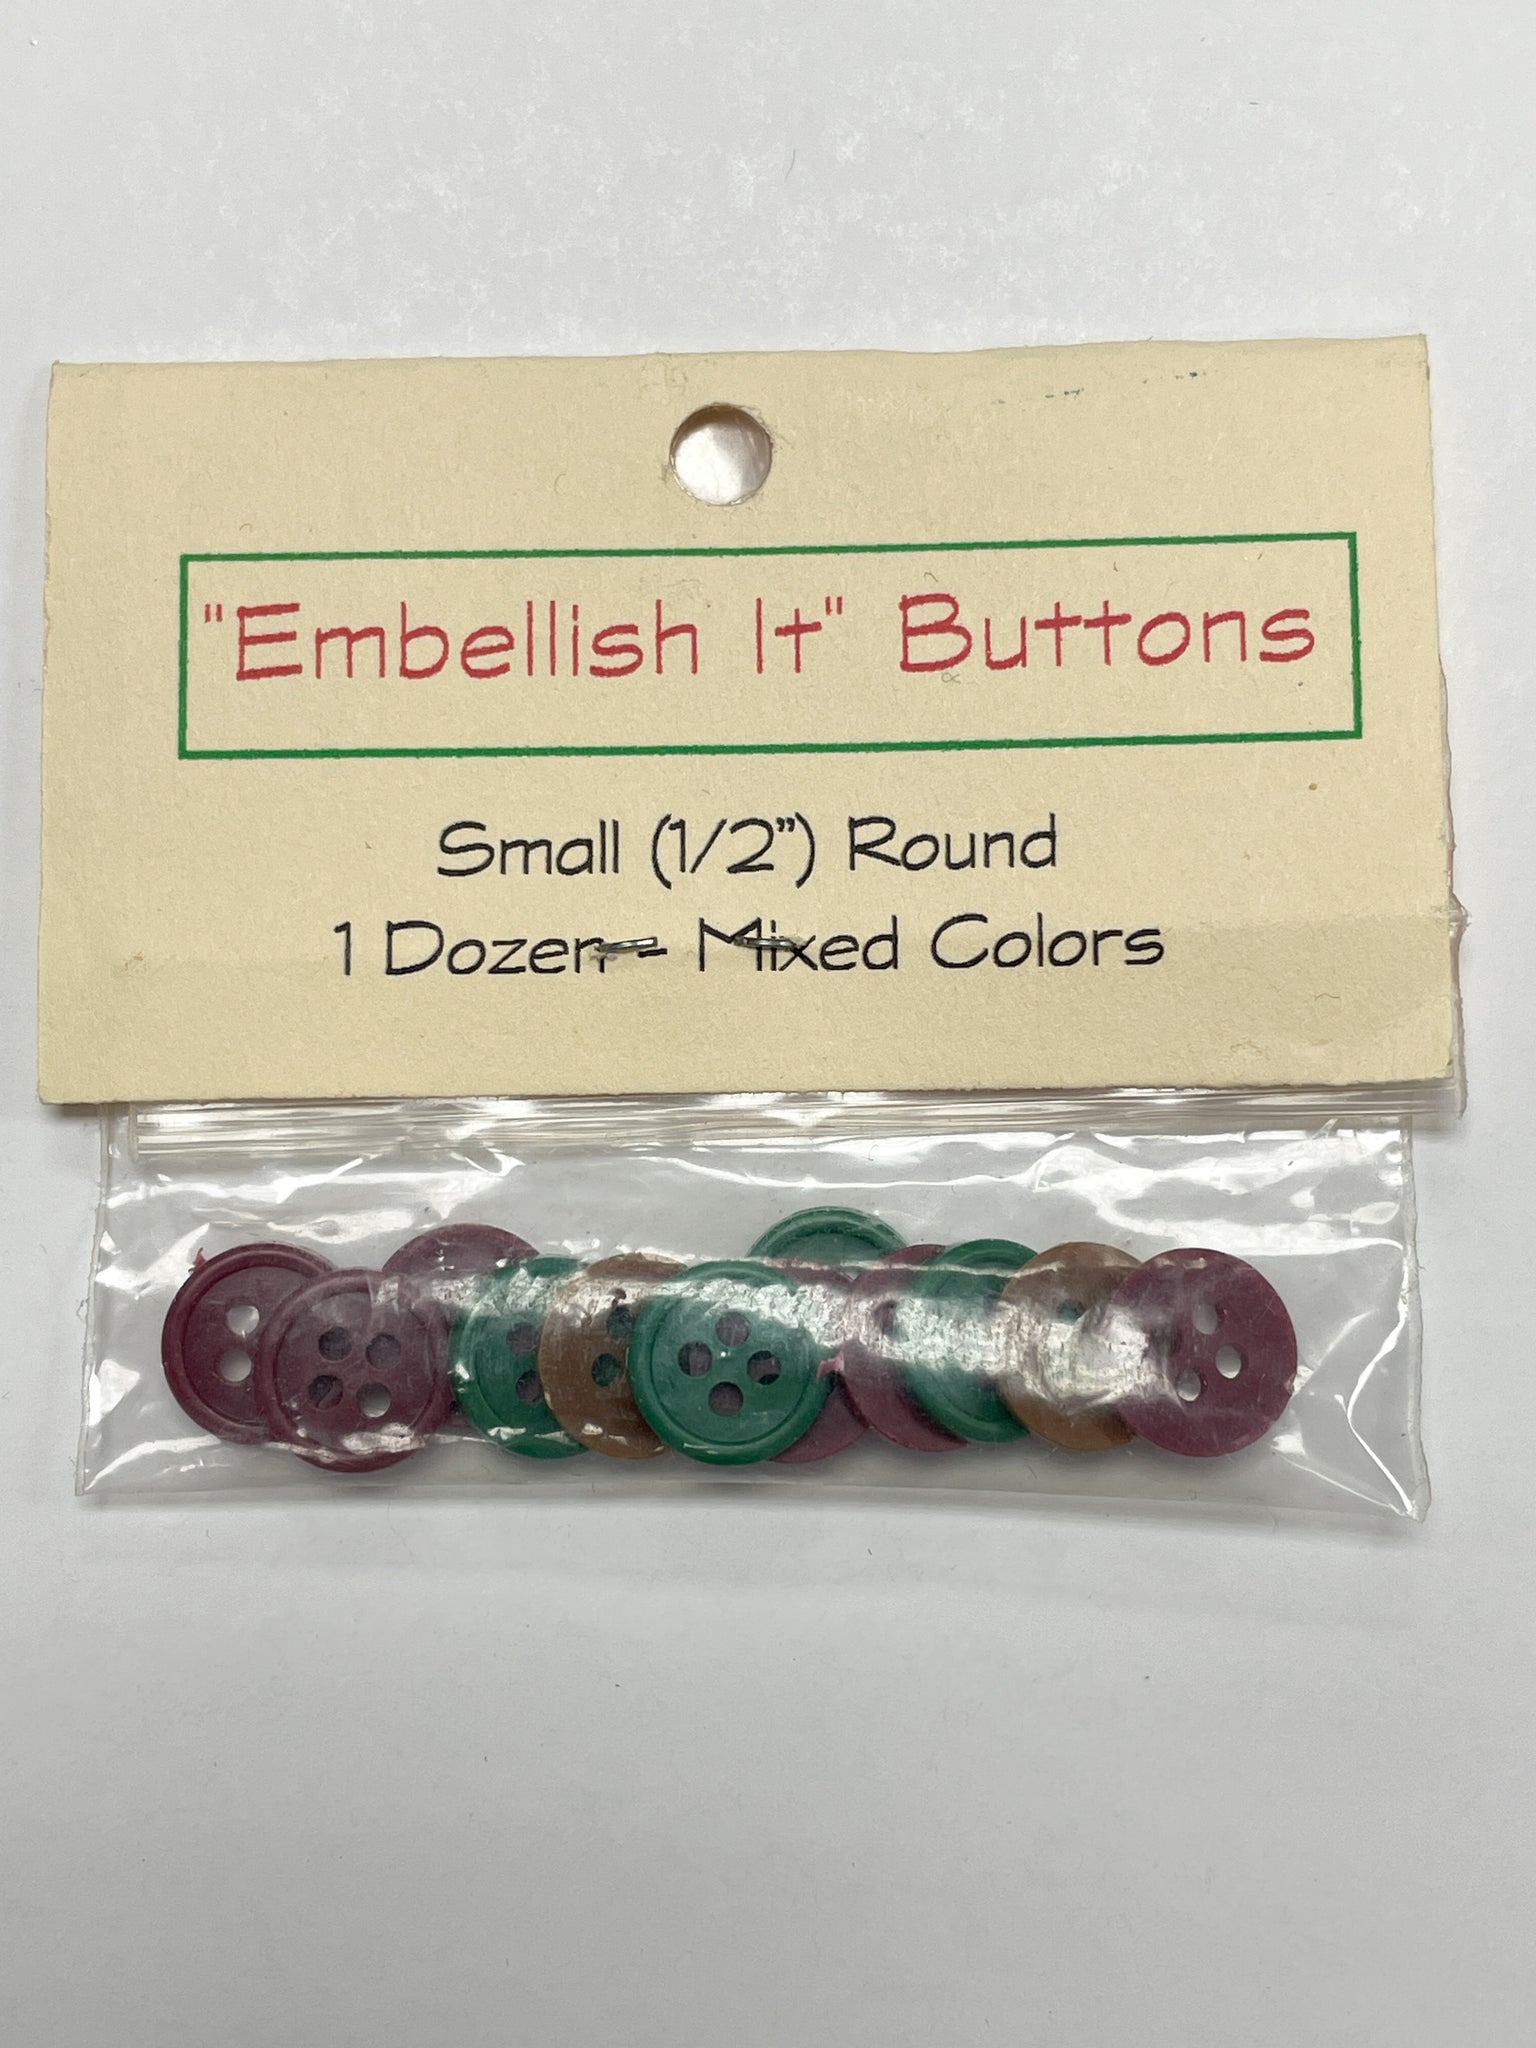 "Embellish It" Buttons
Small (1/2”) Round
1 Dozen - Mixed Colors